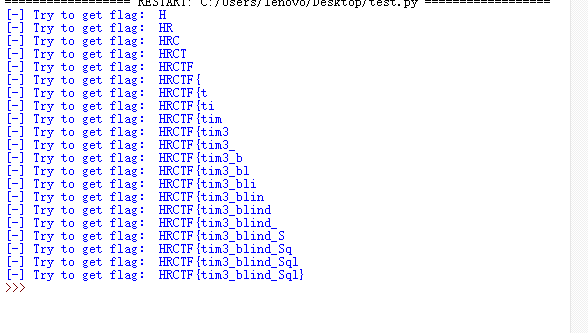 =================== RESTART: C:/Users/lenovo/Desktop/test.py ===================
[-] Try to get flag:  H
[-] Try to get flag:  HR
[-] Try to get flag:  HRC
[-] Try to get flag:  HRCT
[-] Try to get flag:  HRCTF
[-] Try to get flag:  HRCTF{
[-] Try to get flag:  HRCTF{t
[-] Try to get flag:  HRCTF{ti
[-] Try to get flag:  HRCTF{tim
[-] Try to get flag:  HRCTF{tim3
[-] Try to get flag:  HRCTF{tim3_
[-] Try to get flag:  HRCTF{tim3_b
[-] Try to get flag:  HRCTF{tim3_bl
[-] Try to get flag:  HRCTF{tim3_bli
[-] Try to get flag:  HRCTF{tim3_blin
[-] Try to get flag:  HRCTF{tim3_blind
[-] Try to get flag:  HRCTF{tim3_blind_
[-] Try to get flag:  HRCTF{tim3_blind_S
[-] Try to get flag:  HRCTF{tim3_blind_Sq
[-] Try to get flag:  HRCTF{tim3_blind_Sql
[-] Try to get flag:  HRCTF{tim3_blind_Sql}
>>>